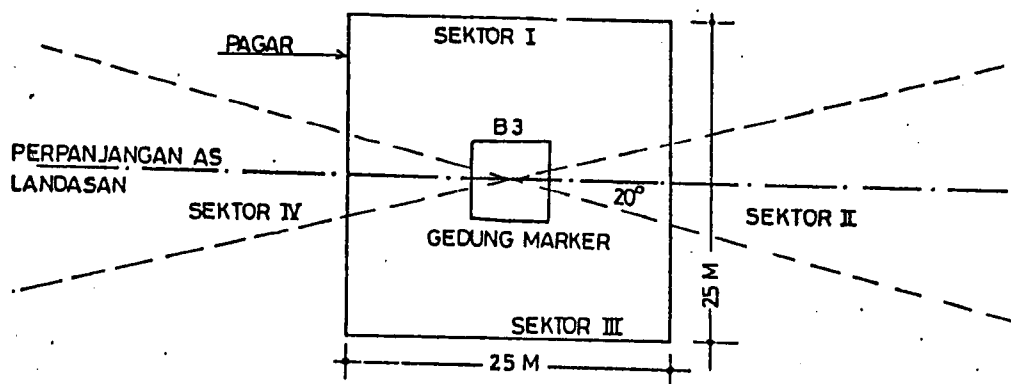 SEKTOR I
PAGAR
B3
PERPANJANGAN AS
LANDASAN
20°
SEKTOR IV
SEKTOR II
GEDUNG MARKER
25 M
SEKTOR III
25 M